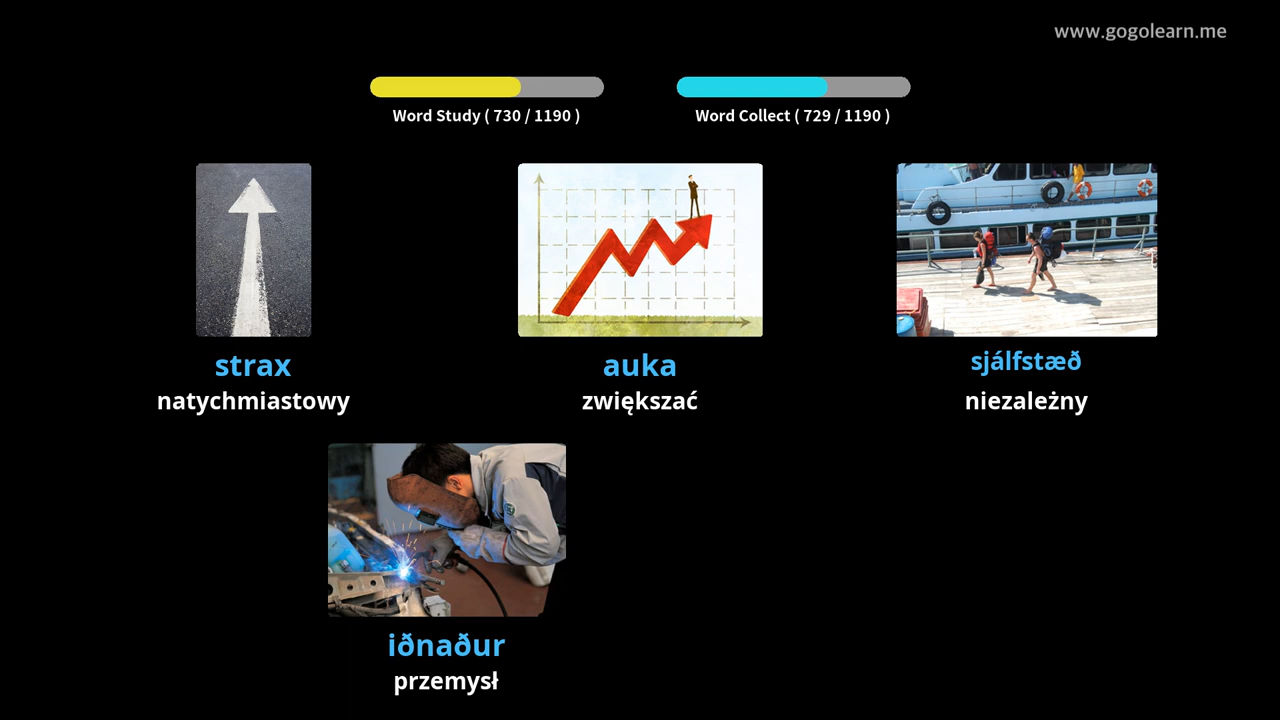 www.gogolearn.me
Word Study ( 730 / 1190 )
Word Collect ( 729 / 1190 )
strax
natychmiastowy
auka
zwiększać
sjálfstæð
niezależny
iðnaður
przemysł